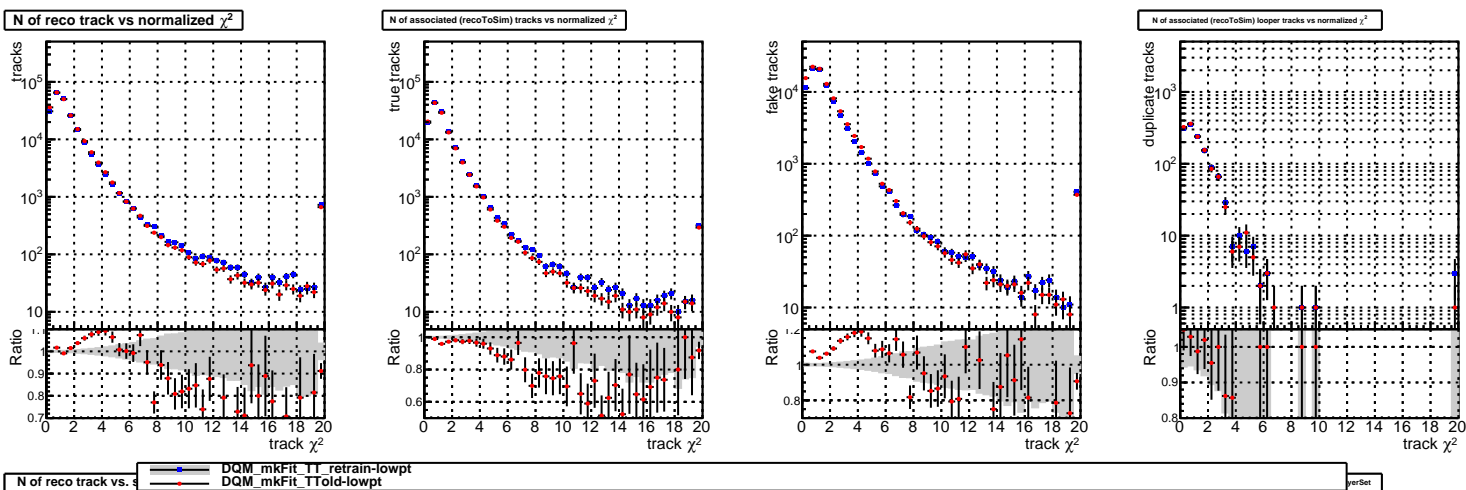 N of reco track vs normalized χ²
N of associated (recoToSim) tracks vs normalized χ²
N of associated (recoToSim) looper tracks vs normalized χ²
tracks
10⁵
10⁴
10³
10²
10
Ratio
1
0.9
0.8
0.7
0 2 4 6 8 10 12 14 16 18 20
track χ²
true tracks
10⁵
10⁴
10³
10²
10
Ratio
1
0.8
0.6
0 2 4 6 8 10 12 14 16 18 20
track χ²
fake tracks
10⁴
10³
10²
10
Ratio
1.2
1
0.8
0 2 4 6 8 10 12 14 16 18 20
track χ²
duplicate tracks
10³
10²
10
1
Ratio
1
0.9
0.8
0 2 4 6 8 10 12 14 16 18 20
track χ²
DQM_mkFit_TT_retrain-lowpt
DQM_mkFit_TTold-lowpt
N of reco track vs. s
yerSet